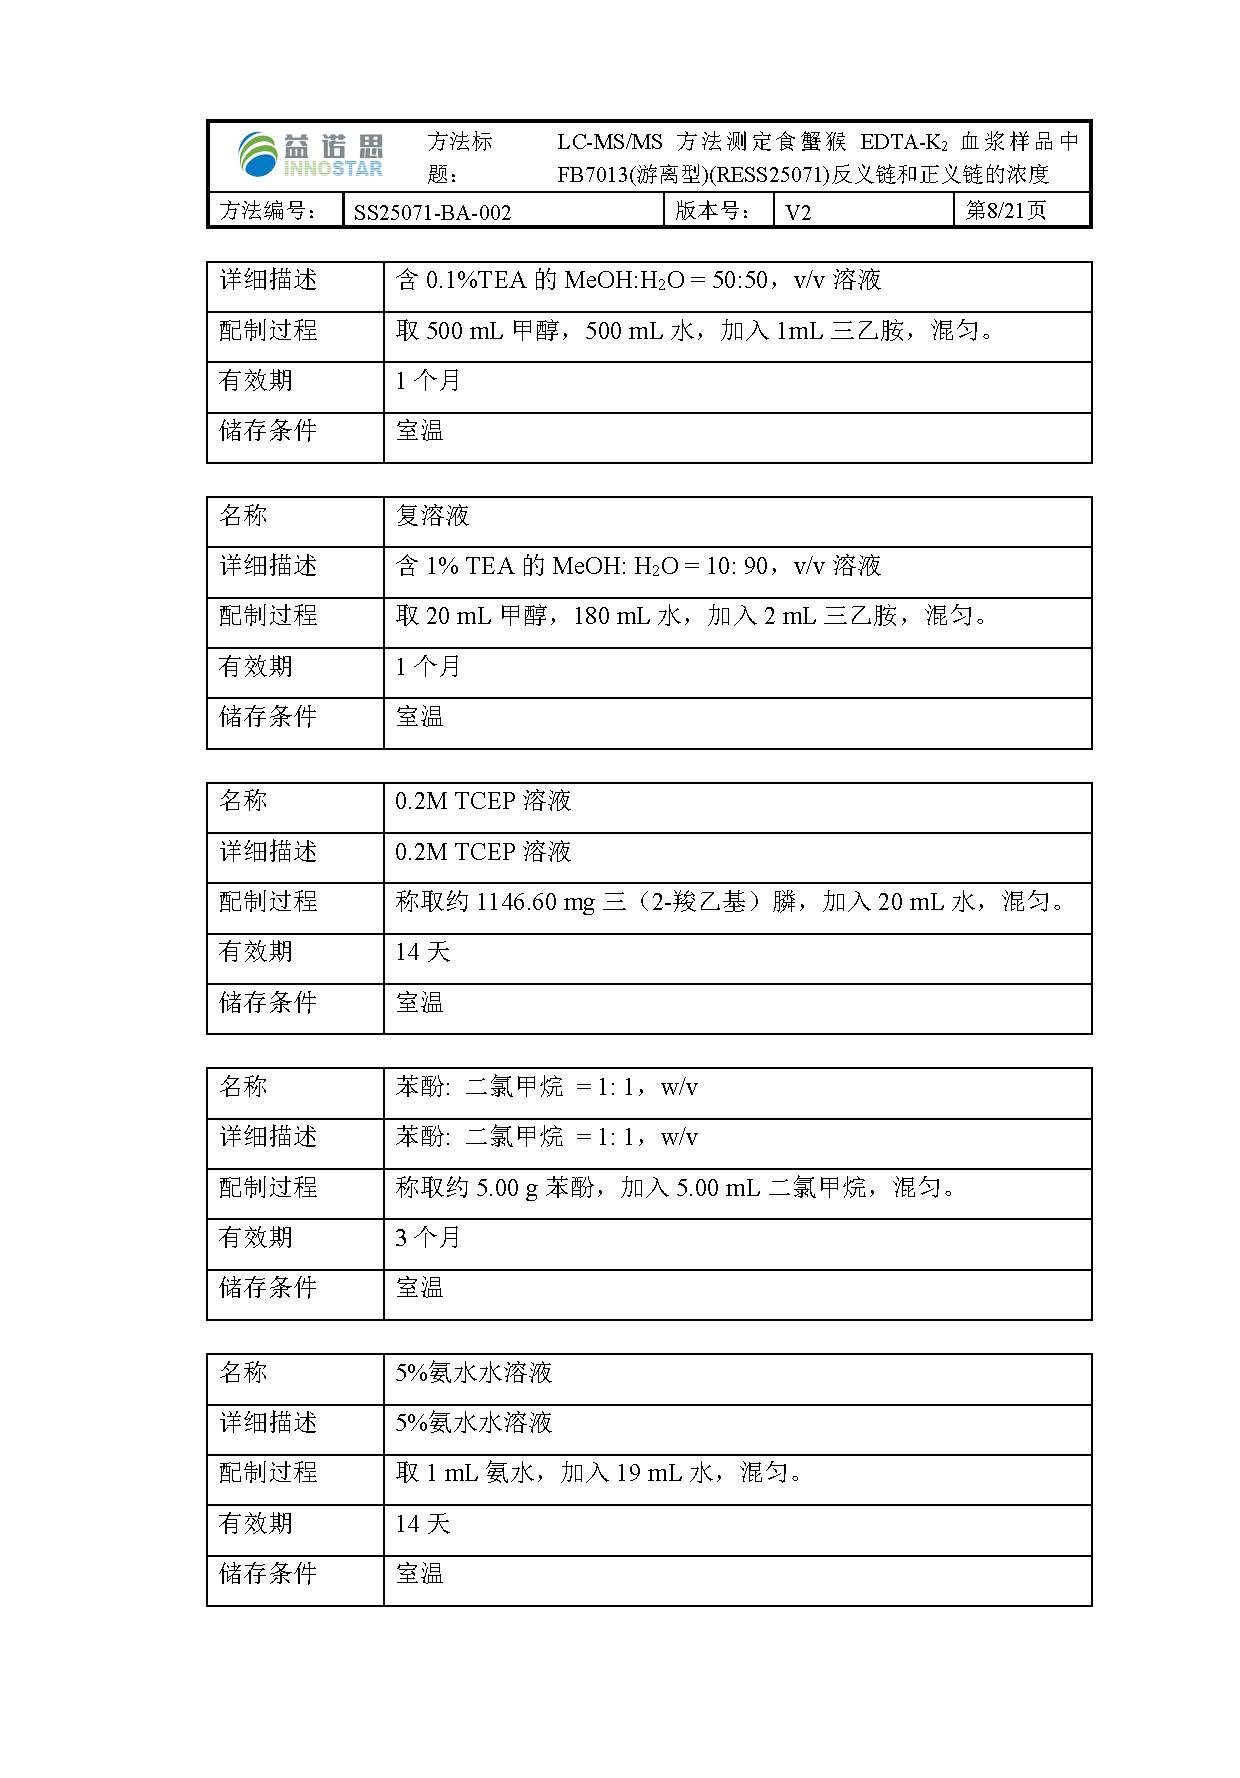 益诺思
INNOSTAR
方法标题：
LC-MS/MS 方法测定食蟹猴 EDTA-K₂ 血浆样品中
FB7013(游离型)(RESS25071)反义链和正义链的浓度
方法编号： SS25071-BA-002 版本号： V2 第8/21页
详细描述 含 0.1%TEA 的 MeOH:H₂O = 50:50，v/v 溶液
配制过程 取 500 mL 甲醇，500 mL 水，加入 1mL 三乙胺，混匀。
有效期 1 个月
储存条件 室温
名称 复溶液
详细描述 含 1% TEA 的 MeOH: H₂O = 10: 90，v/v 溶液
配制过程 取 20 mL 甲醇，180 mL 水，加入 2 mL 三乙胺，混匀。
有效期 1 个月
储存条件 室温
名称 0.2M TCEP 溶液
详细描述 0.2M TCEP 溶液
配制过程 称取约 1146.60 mg 三（2-羧乙基）膦，加入 20 mL 水，混匀。
有效期 14 天
储存条件 室温
名称 苯酚: 二氯甲烷 = 1: 1，w/v
详细描述 苯酚: 二氯甲烷 = 1: 1，w/v
配制过程 称取约 5.00 g 苯酚，加入 5.00 mL 二氯甲烷，混匀。
有效期 3 个月
储存条件 室温
名称 5%氨水水溶液
详细描述 5%氨水水溶液
配制过程 取 1 mL 氨水，加入 19 mL 水，混匀。
有效期 14 天
储存条件 室温